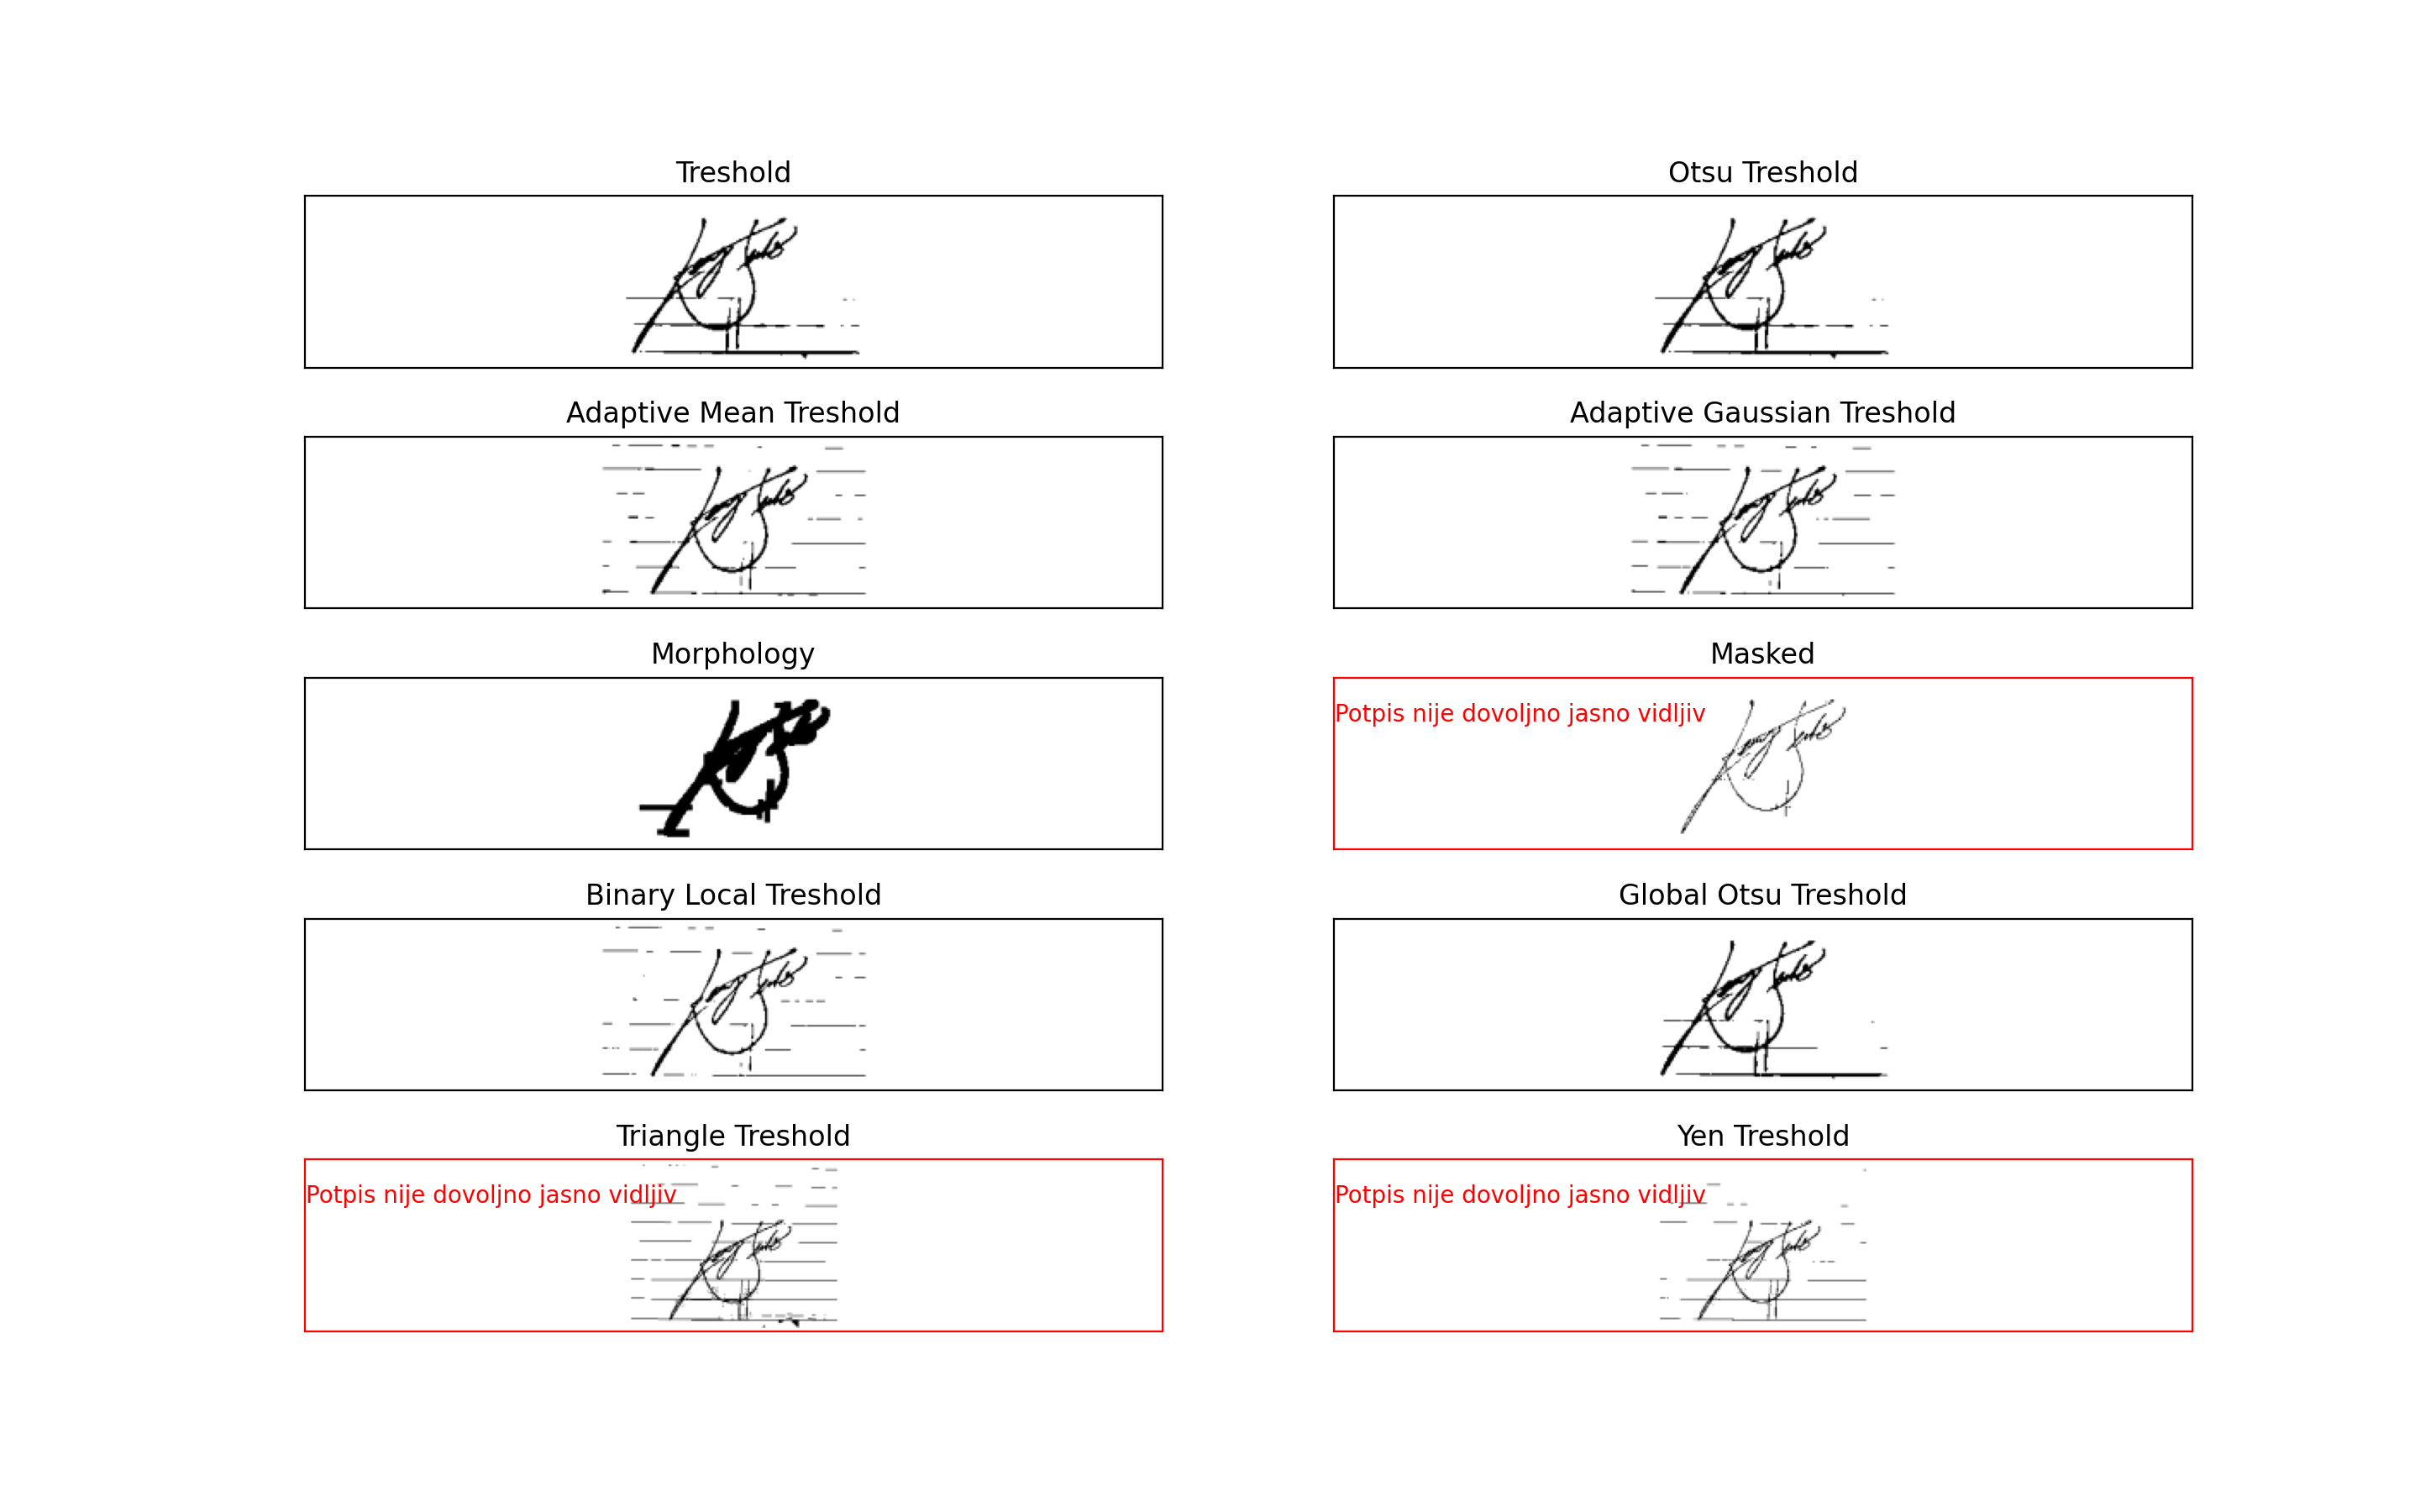 Treshold
Otsu Treshold
Adaptive Mean Treshold
Adaptive Gaussian Treshold
Morphology
Masked
Potpis nije dovoljno jasno vidljiv
Binary Local Treshold
Global Otsu Treshold
Triangle Treshold
Yen Treshold
Potpis nije dovoljno jasno vidljiv
Potpis nije dovoljno jasno vidljiv